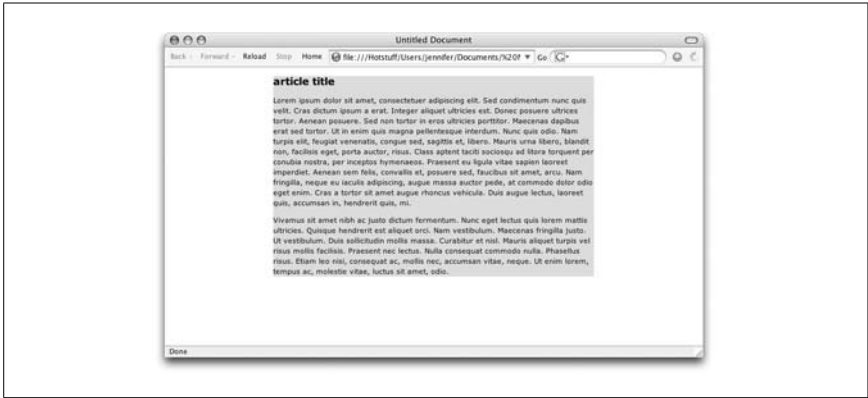 Untitled Document
Back Forward Reload Stop Home file:///Hotstuff/Users/jennifer/Documents/%20f Go G
article title
Lorem ipsum dolor sit amet, consectetuer adipiscing elit. Sed condimentum nunc quis
velit. Cras dictum ipsum a erat. Integer aliquet ultricies est. Donec posuere ultrices
tortor. Aenean posuere. Sed non tortor in eros ultricies porttitor. Maecenas dapibus
erat sed tortor. Ut in enim quis magna pellentesque interdum. Nunc quis odio. Nam
turpis elit, feugiat venenatis, congue sed, sagittis et, libero. Mauris urna libero, blandit
non, facilisis eget, porta auctor, risus. Class aptent taciti sociosqu ad litora torquent per
conubia nostra, per inceptos hymenaeos. Praesent eu ligula vitae sapien laoreet
imperdiet. Aenean sem felis, convallis et, posuere sed, faucibus sit amet, arcu. Nam
fringilla, neque eu iaculis adipiscing, augue massa auctor pede, at commodo dolor odio
eget enim. Cras a tortor sit amet augue rhoncus vehicula. Duis augue lectus, laoreet
quis, accumsan in, hendrerit quis, mi.
Vivamus sit amet nibh ac justo dictum fermentum. Nunc eget lectus quis lorem mattis
ultricies. Quisque hendrerit est aliquet orci. Nam vestibulum. Maecenas fringilla justo.
Ut vestibulum. Duis sollicitudin mollis massa. Curabitur et nisl. Mauris aliquet turpis vel
risus mollis facilisis. Praesent nec lectus. Nulla consequat commodo nulla. Phasellus
risus. Etiam leo nisi, consequat ac, mollis nec, accumsan vitae, neque. Ut enim lorem,
tempus ac, molestie vitae, luctus sit amet, odio.
Done